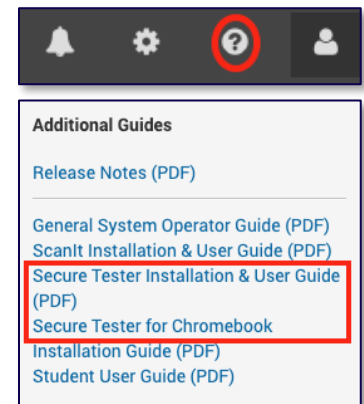 ?
Additional Guides
Release Notes (PDF)
General System Operator Guide (PDF)
ScanIt Installation & User Guide (PDF)
Secure Tester Installation & User Guide
(PDF)
Secure Tester for Chromebook
Installation Guide (PDF)
Student User Guide (PDF)